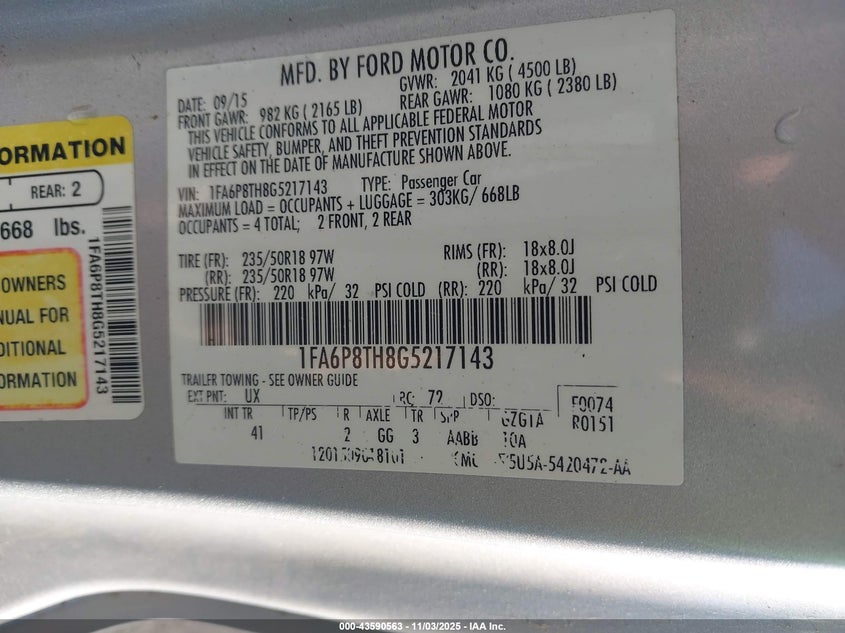 MFD. BY FORD MOTOR CO.
DATE: 09/15 GVWR: 2041 KG ( 4500 LB)
FRONT GAWR: 982 KG ( 2165 LB) REAR GAWR: 1080 KG ( 2380 LB)
THIS VEHICLE CONFORMS TO ALL APPLICABLE FEDERAL MOTOR
VEHICLE SAFETY, BUMPER, AND THEFT PREVENTION STANDARDS
IN EFFECT ON THE DATE OF MANUFACTURE SHOWN ABOVE.
VIN: 1FA6P8TH8G5217143 TYPE: Passenger Car
MAXIMUM LOAD = OCCUPANTS + LUGGAGE = 303KG/ 668LB
OCCUPANTS = 4 TOTAL; 2 FRONT, 2 REAR
TIRE (FR): 235/50R18 97W RIMS (FR): 18x8.0J
(RR): 235/50R18 97W (RR): 18x8.0J
PRESSURE (FR): 220 kPa/ 32 PSI COLD (RR): 220 kPa/ 32 PSI COLD
1FA6P8TH8G5217143
TRAILER TOWING - SEE OWNER GUIDE
EXT PNT: UX RC: 72 DSO: F0074
INT TR TP/PS R AXLE TR SPR R0151
41 2 GG 3 AABB
ORMATION
REAR: 2
668 lbs.
OWNERS
NUAL FOR
DITIONAL
ORMATION
1FA6P8TH8G5217143
000-43590563 - 11/03/2025 - IAA Inc.